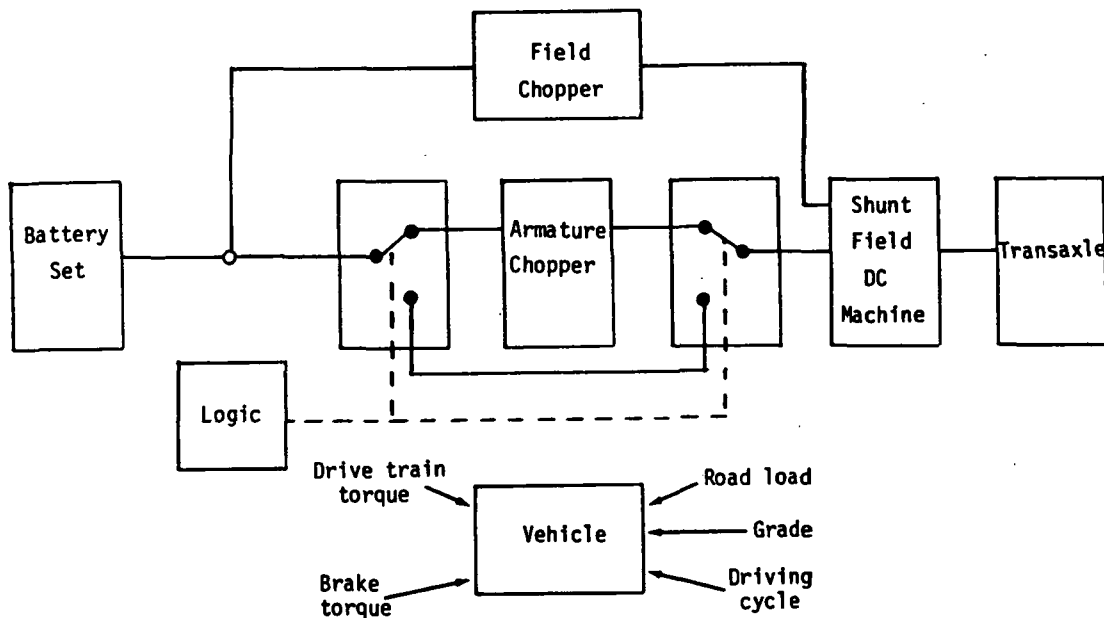 Field
Chopper
Battery
Set
Armature
Chopper
Shunt
Field
DC
Machine
Transaxle
Logic
Drive train
torque
Road load
Vehicle
Grade
Brake
torque
Driving
cycle